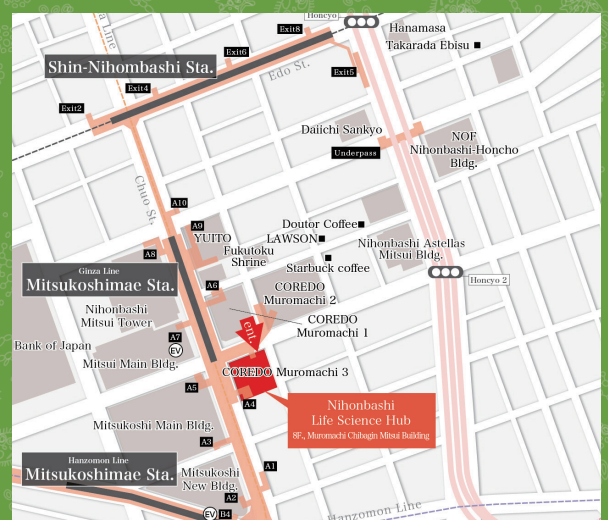 Honcyo
Hanamasa
Takarada Ebisu
Exit8
Exit6
Shin-Nihombashi Sta.
Edo St.
Exit5
Exit4
Exit2
Daiichi Sankyo
NOF
Nihonbashi-Honcho
Bldg.
Underpass
Chuo St.
A10
A9
YUITO
Doutor Coffee
LAWSON
Fukutoku
Shrine
Starbuck coffee
Nihonbashi Astellas
Mitsui Bldg.
A8
Ginza Line
Mitsukoshimae Sta.
A6
COREDO
Muromachi 2
Honcyo 2
Nihonbashi
Mitsui Tower
COREDO
Muromachi 1
ent.
Bank of Japan
A7
EV
Mitsui Main Bldg.
COREDO Muromachi 3
A5
A4
Nihonbashi
Life Science Hub
8F., Muromachi Chibagin Mitsui Building
Mitsukoshi Main Bldg.
A3
Hanzomon Line
Mitsukoshimae Sta.
Mitsukoshi
New Bldg.
A1
A2
EV
B4
Hanzomon Line